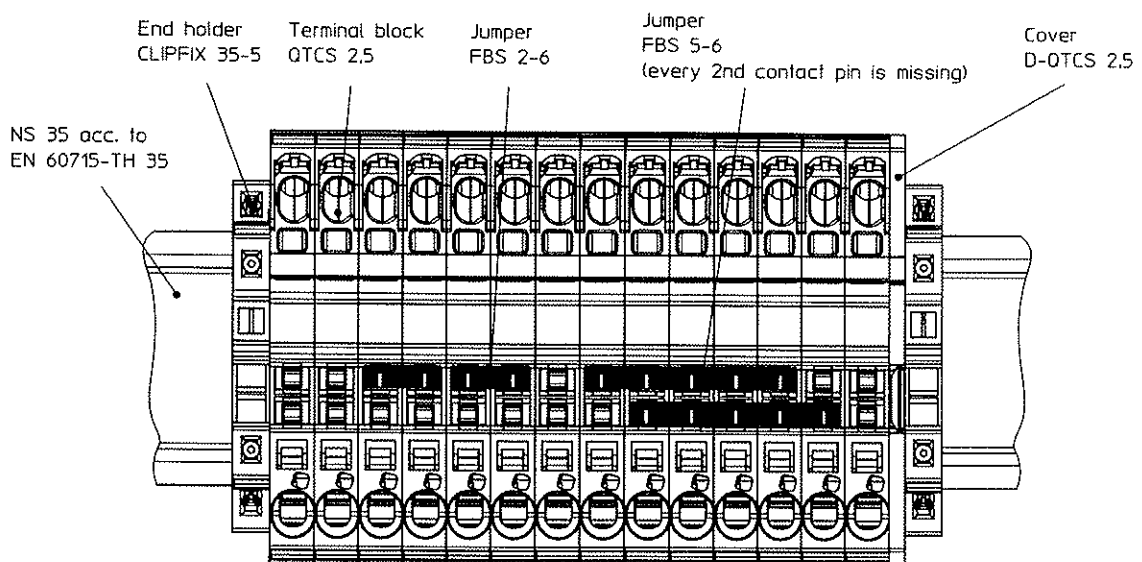 End holder
CLIPFIX 35-5
Terminal block
QTCS 2,5
Jumper
FBS 2-6
Jumper
FBS 5-6
(every 2nd contact pin is missing)
Cover
D-QTCS 2,5
NS 35 acc. to
EN 60715-TH 35